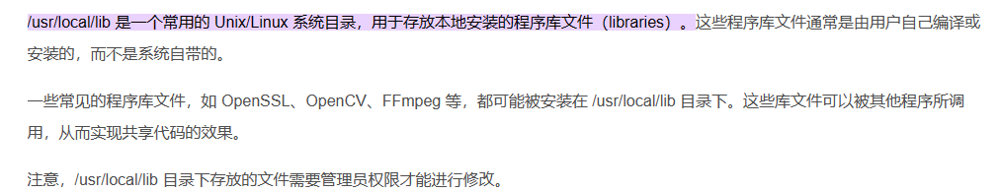 /usr/local/lib 是一个常用的 Unix/Linux 系统目录，用于存放本地安装的程序库文件（libraries）。这些程序库文件通常是由用户自己编译或
安装的，而不是系统自带的。
一些常见的程序库文件，如 OpenSSL、OpenCV、FFmpeg 等，都可能被安装在 /usr/local/lib 目录下。这些库文件可以被其他程序所调
用，从而实现共享代码的效果。
注意，/usr/local/lib 目录下存放的文件需要管理员权限才能进行修改。